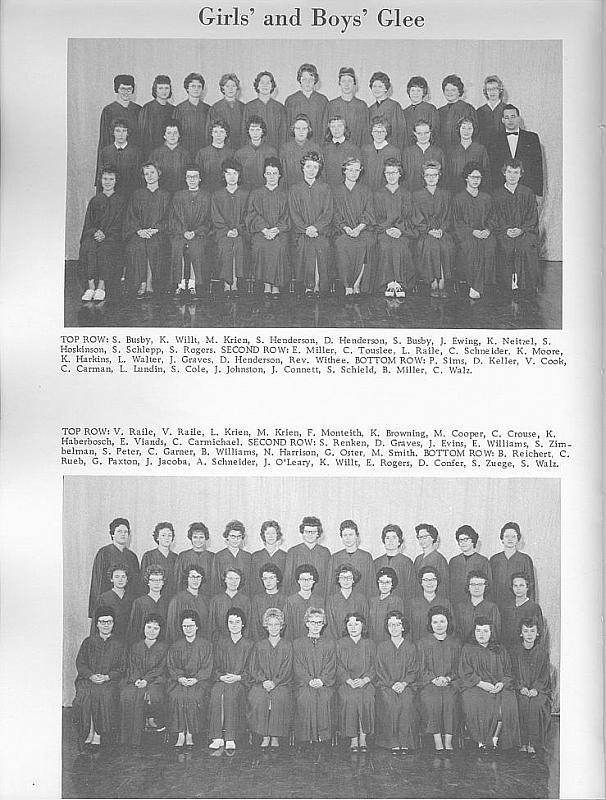 Girls' and Boys' Glee
TOP ROW: S. Busby, K. Willt, M. Krien, S. Henderson, D. Henderson, S. Busby, J. Ewing, K. Neitzel, S.
Hoskinson, S. Schlepp, S. Rogers. SECOND ROW: E. Miller, C. Touslee, L. Raile, C. Schneider, K. Moore,
K. Harkins, L. Walter, J. Graves, D. Henderson, Rev. Withee. BOTTOM ROW: P. Sims, D. Keller, V. Cook,
C. Carman, L. Lundin, S. Cole, J. Johnston, J. Connett, S. Schield, B. Miller, C. Walz.
TOP ROW: V. Raile, V. Raile, L. Krien, M. Krien, F. Monteith, K. Browning, M. Cooper, C. Crouse, K.
Haberbosch, E. Viands, C. Carmichael. SECOND ROW: S. Renken, D. Graves, J. Evins, E. Williams, S. Zim-
belman, S. Peter, C. Garner, B. Williams, N. Harrison, G. Oster, M. Smith. BOTTOM ROW: B. Reichert, C.
Rueb, G. Paxton, J. Jacoba, A. Schneider, J. O'Leary, K. Willt, E. Rogers, D. Confer, S. Zuege, S. Walz.